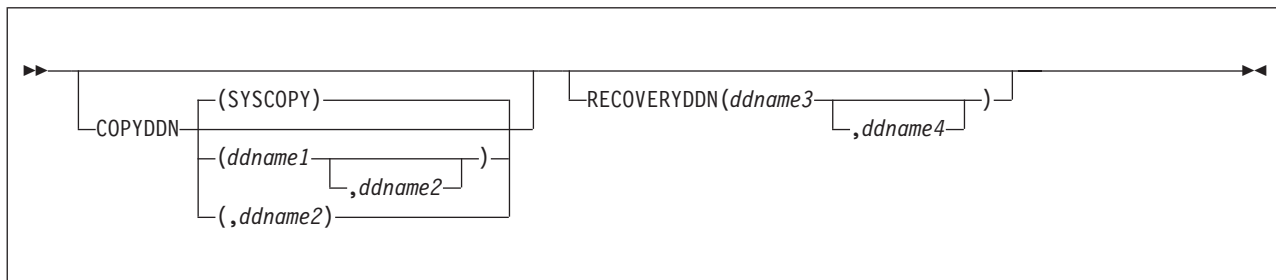 (SYSCOPY)
COPYDDN
(ddname1
,ddname2
)
(,ddname2)
RECOVERYDDN(ddname3
,ddname4
)